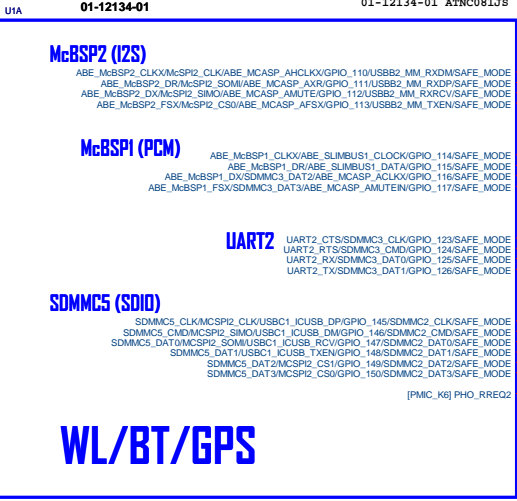 U1A 01-12134-01 01-12134-01 ATNC08IJS
McBSP2 (I2S)
ABE_McBSP2_CLKX/McSPI2_CLK/ABE_MCASP_AHCLKX/GPIO_110/USBB2_MM_RXDM/SAFE_MODE
ABE_McBSP2_DR/McSPI2_SOMI/ABE_MCASP_AXR/GPIO_111/USBB2_MM_RXDP/SAFE_MODE
ABE_McBSP2_DX/McSPI2_SIMO/ABE_MCASP_AMUTE/GPIO_112/USBB2_MM_RXRCV/SAFE_MODE
ABE_McBSP2_FSX/McSPI2_CS0/ABE_MCASP_AFSX/GPIO_113/USBB2_MM_TXEN/SAFE_MODE
McBSP1 (PCM)
ABE_McBSP1_CLKX/ABE_SLIMBUS1_CLOCK/GPIO_114/SAFE_MODE
ABE_McBSP1_DR/ABE_SLIMBUS1_DATA/GPIO_115/SAFE_MODE
ABE_McBSP1_DX/SDMMC3_DAT2/ABE_MCASP_ACLKX/GPIO_116/SAFE_MODE
ABE_McBSP1_FSX/SDMMC3_DAT3/ABE_MCASP_AMUTEIN/GPIO_117/SAFE_MODE
UART2
UART2_CTS/SDMMC3_CLK/GPIO_123/SAFE_MODE
UART2_RTS/SDMMC3_CMD/GPIO_124/SAFE_MODE
UART2_RX/SDMMC3_DAT0/GPIO_125/SAFE_MODE
UART2_TX/SDMMC3_DAT1/GPIO_126/SAFE_MODE
SDMMC5 (SDIO)
SDMMC5_CLK/MCSPI2_CLK/USBC1_ICUSB_DP/GPIO_145/SDMMC2_CLK/SAFE_MODE
SDMMC5_CMD/MCSPI2_SIMO/USBC1_ICUSB_DM/GPIO_146/SDMMC2_CMD/SAFE_MODE
SDMMC5_DAT0/MCSPI2_SOMI/USBC1_ICUSB_RCV/GPIO_147/SDMMC2_DAT0/SAFE_MODE
SDMMC5_DAT1/USBC1_ICUSB_TXEN/GPIO_148/SDMMC2_DAT1/SAFE_MODE
SDMMC5_DAT2/MCSPI2_CS1/GPIO_149/SDMMC2_DAT2/SAFE_MODE
SDMMC5_DAT3/MCSPI2_CS0/GPIO_150/SDMMC2_DAT3/SAFE_MODE
[PMIC_K6] PHO_RREQ2
WL/BT/GPS